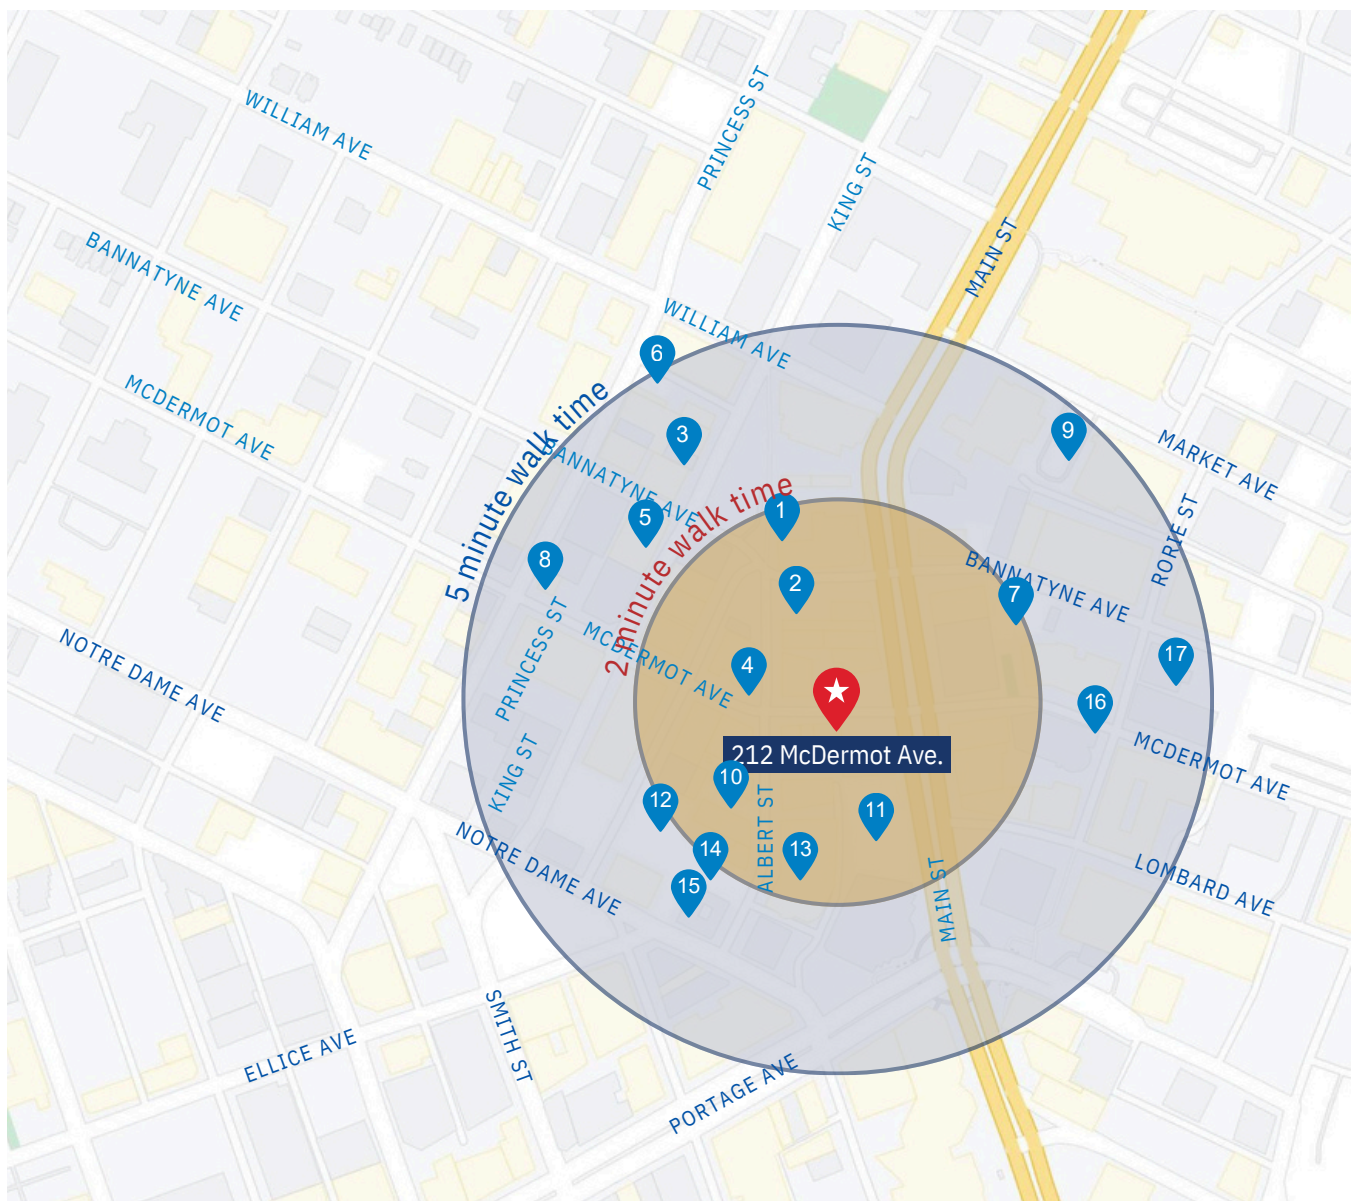 PRINCESS ST
WILLIAM AVE
KING ST
MAIN ST
BANNATYNE AVE
WILLIAM AVE
6
MCDERMOT AVE
5 minute walk time
3
9
MARKET AVE
BANNATYNE AVE
2 minute walk time
1
5
RORIE ST
8
BANNATYNE AVE
2
7
PRINCESS ST
MCDERMOT AVE
4
17
NOTRE DAME AVE
16
212 McDermot Ave.
MCDERMOT AVE
KING ST
10
12
11
ALBERT ST
14
13
NOTRE DAME AVE
15
MAIN ST
LOMBARD AVE
SMITH ST
ELLICE AVE
PORTAGE AVE